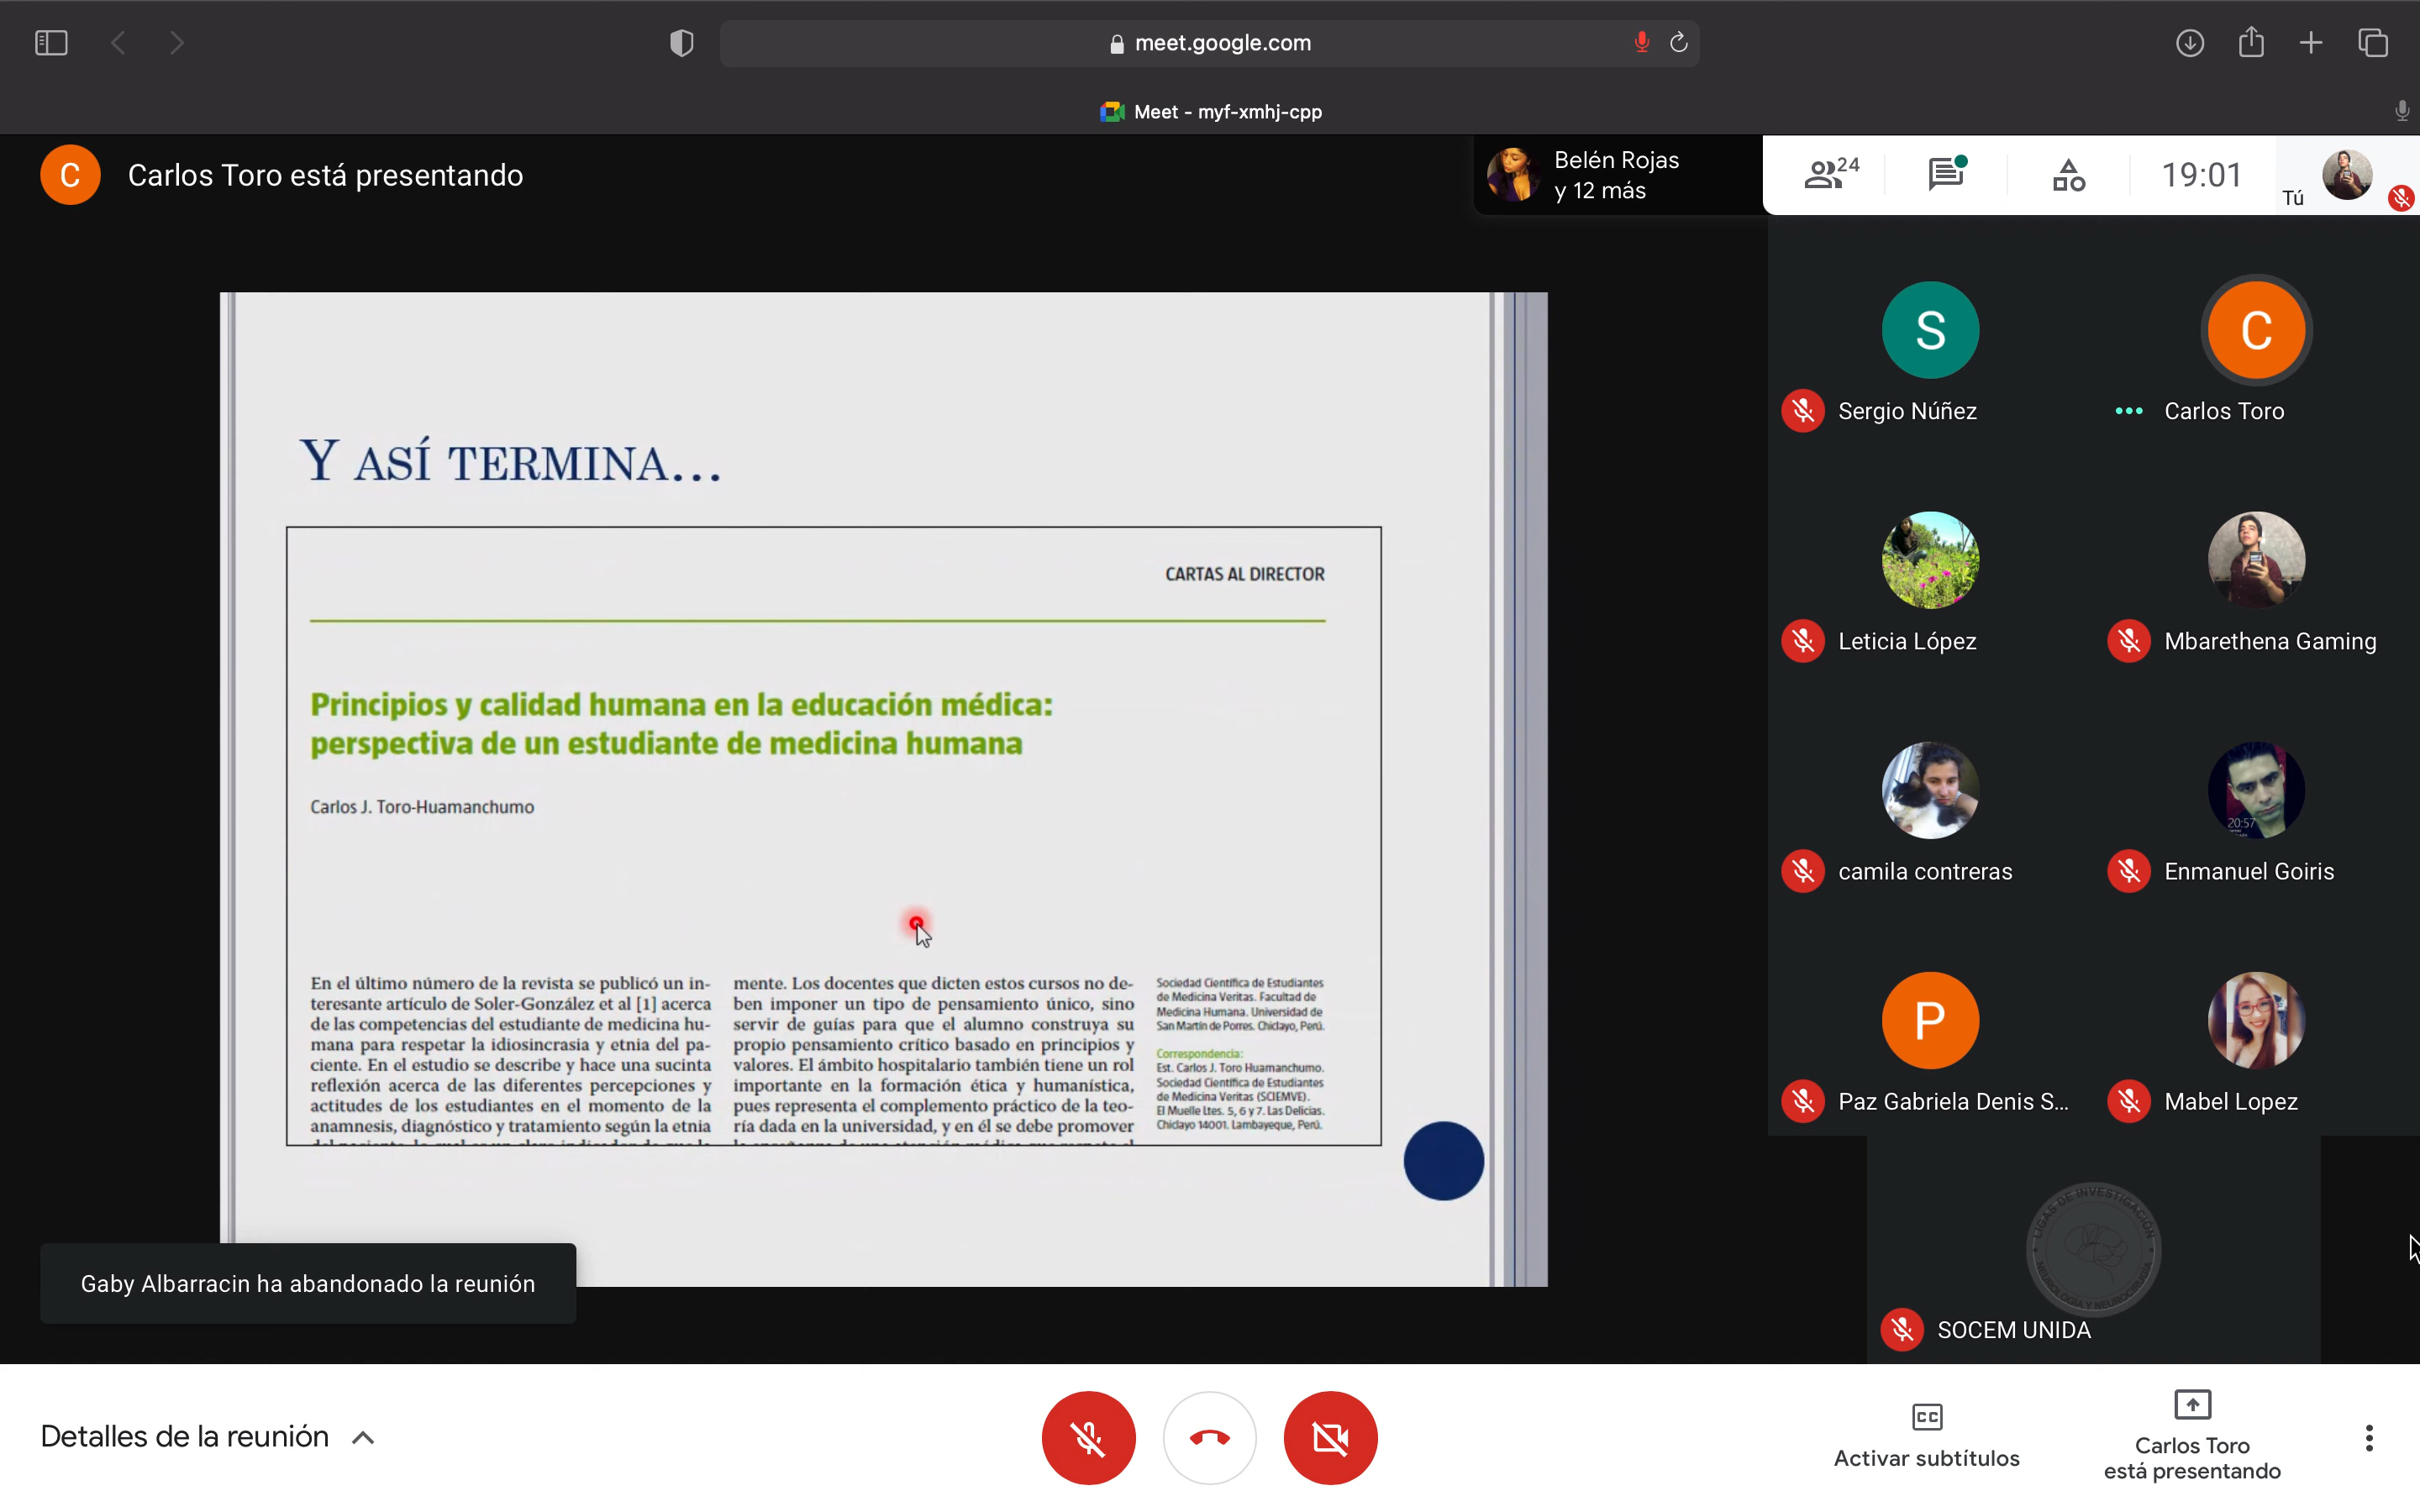 meet.google.com
Meet - myf-xmhj-cpp
C
Carlos Toro está presentando
Belén Rojas
y 12 más
24
19:01
Tú
Y ASÍ TERMINA...
CARTAS AL DIRECTOR
Principios y calidad humana en la educación médica:
perspectiva de un estudiante de medicina humana
Carlos J. Toro-Huamanchumo
En el último número de la revista se publicó un in-
teresante artículo de Soler-González et al [1] acerca
de las competencias del estudiante de medicina hu-
mana para respetar la idiosincrasia y etnia del pa-
ciente. En el estudio se describe y hace una sucinta
reflexión acerca de las diferentes percepciones y
actitudes de los estudiantes en el momento de la
anamnesis, diagnóstico y tratamiento según la etnia
mente. Los docentes que dicten estos cursos no de-
ben imponer un tipo de pensamiento único, sino
servir de guías para que el alumno construya su
propio pensamiento crítico basado en principios y
valores. El ámbito hospitalario también tiene un rol
importante en la formación ética y humanística,
pues representa el complemento práctico de la teo-
ría dada en la universidad, y en él se debe promover
Sociedad Científica de Estudiantes
de Medicina Veritas. Facultad de
Medicina Humana. Universidad de
San Martín de Porres. Chiclayo, Perú.
Correspondencia:
Est. Carlos J. Toro Huamanchumo.
Sociedad Científica de Estudiantes
de Medicina Veritas (SCIEMVE).
El Muelle Ltes. 5, 6 y 7. Las Delicias.
Chiclayo 14001. Lambayeque, Perú.
S
Sergio Núñez
C
Carlos Toro
Leticia López
Mbarethena Gaming
camila contreras
20:57
Enmanuel Goiris
P
Paz Gabriela Denis S...
Mabel Lopez
LIGAS DE INVESTIGACIÓN
NEUROLOGÍA Y NEUROCIRUGÍA
SOCEM UNIDA
Gaby Albarracin ha abandonado la reunión
Detalles de la reunión
CC
Activar subtítulos
Carlos Toro
está presentando